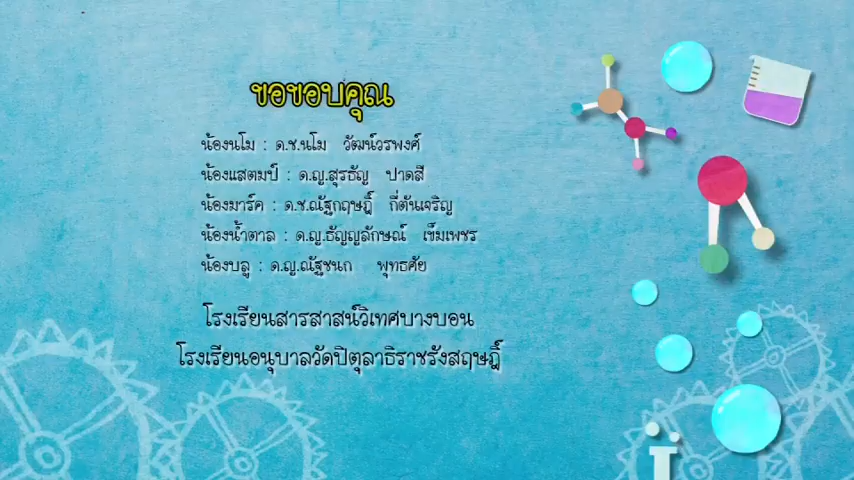 ขอขอบคุณ
น้องนโม : ด.ช.นโม วัฒน์วรพงศ์
น้องแสตมป์ : ด.ญ.สุรธัญ ปาดสี
น้องมาร์ค : ด.ช.ณัฐกฤษฎิ์ กี่ตันเจริญ
น้องน้ำตาล : ด.ญ.ธัญญลักษณ์ เข็มเพชร
น้องบลู : ด.ญ.ณัฐชนก พุทธศัย
โรงเรียนสารสาสน์วิเทศบางบอน
โรงเรียนอนุบาลวัดปิตุลาธิราชรังสฤษฎิ์